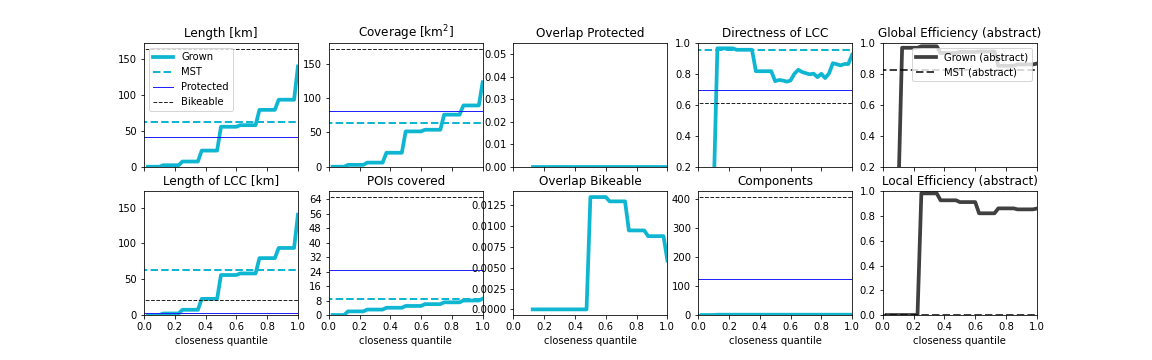 Length [km]
Coverage [km²]
Overlap Protected
Directness of LCC
Global Efficiency (abstract)
Grown
MST
Protected
Bikeable
Grown (abstract)
MST (abstract)
150
100
50
0
150
100
50
0
0.05
0.04
0.03
0.02
0.01
0.00
1.0
0.8
0.6
0.4
0.2
1.0
0.8
0.6
0.4
0.2
Length of LCC [km]
POIs covered
Overlap Bikeable
Components
Local Efficiency (abstract)
150
100
50
0
64
56
48
40
32
24
16
8
0
0.0125
0.0100
0.0075
0.0050
0.0025
0.0000
400
300
200
100
0
1.0
0.8
0.6
0.4
0.2
0.0
0.0 0.2 0.4 0.6 0.8 1.0
0.0 0.2 0.4 0.6 0.8 1.0
0.0 0.2 0.4 0.6 0.8 1.0
0.0 0.2 0.4 0.6 0.8 1.0
0.0 0.2 0.4 0.6 0.8 1.0
closeness quantile
closeness quantile
closeness quantile
closeness quantile
closeness quantile